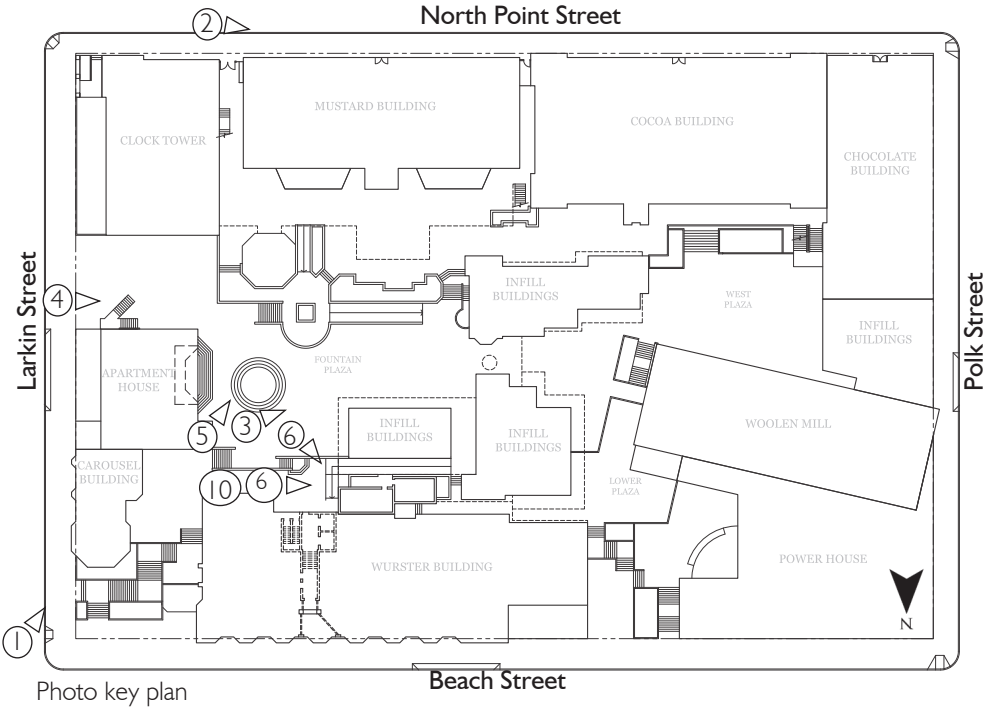 North Point Street
2
MUSTARD BUILDING
COCOA BUILDING
CLOCK TOWER
CHOCOLATE
BUILDING
Larkin Street
4
INFILL
BUILDINGS
WEST
PLAZA
Polk Street
INFILL
BUILDINGS
FOUNTAIN
PLAZA
APARTMENT
HOUSE
5
3
6
INFILL
BUILDINGS
INFILL
BUILDINGS
WOOLEN MILL
CAROUSEL
BUILDING
10
6
LOWER
PLAZA
WURSTER BUILDING
POWER HOUSE
N
1
Beach Street
Photo key plan